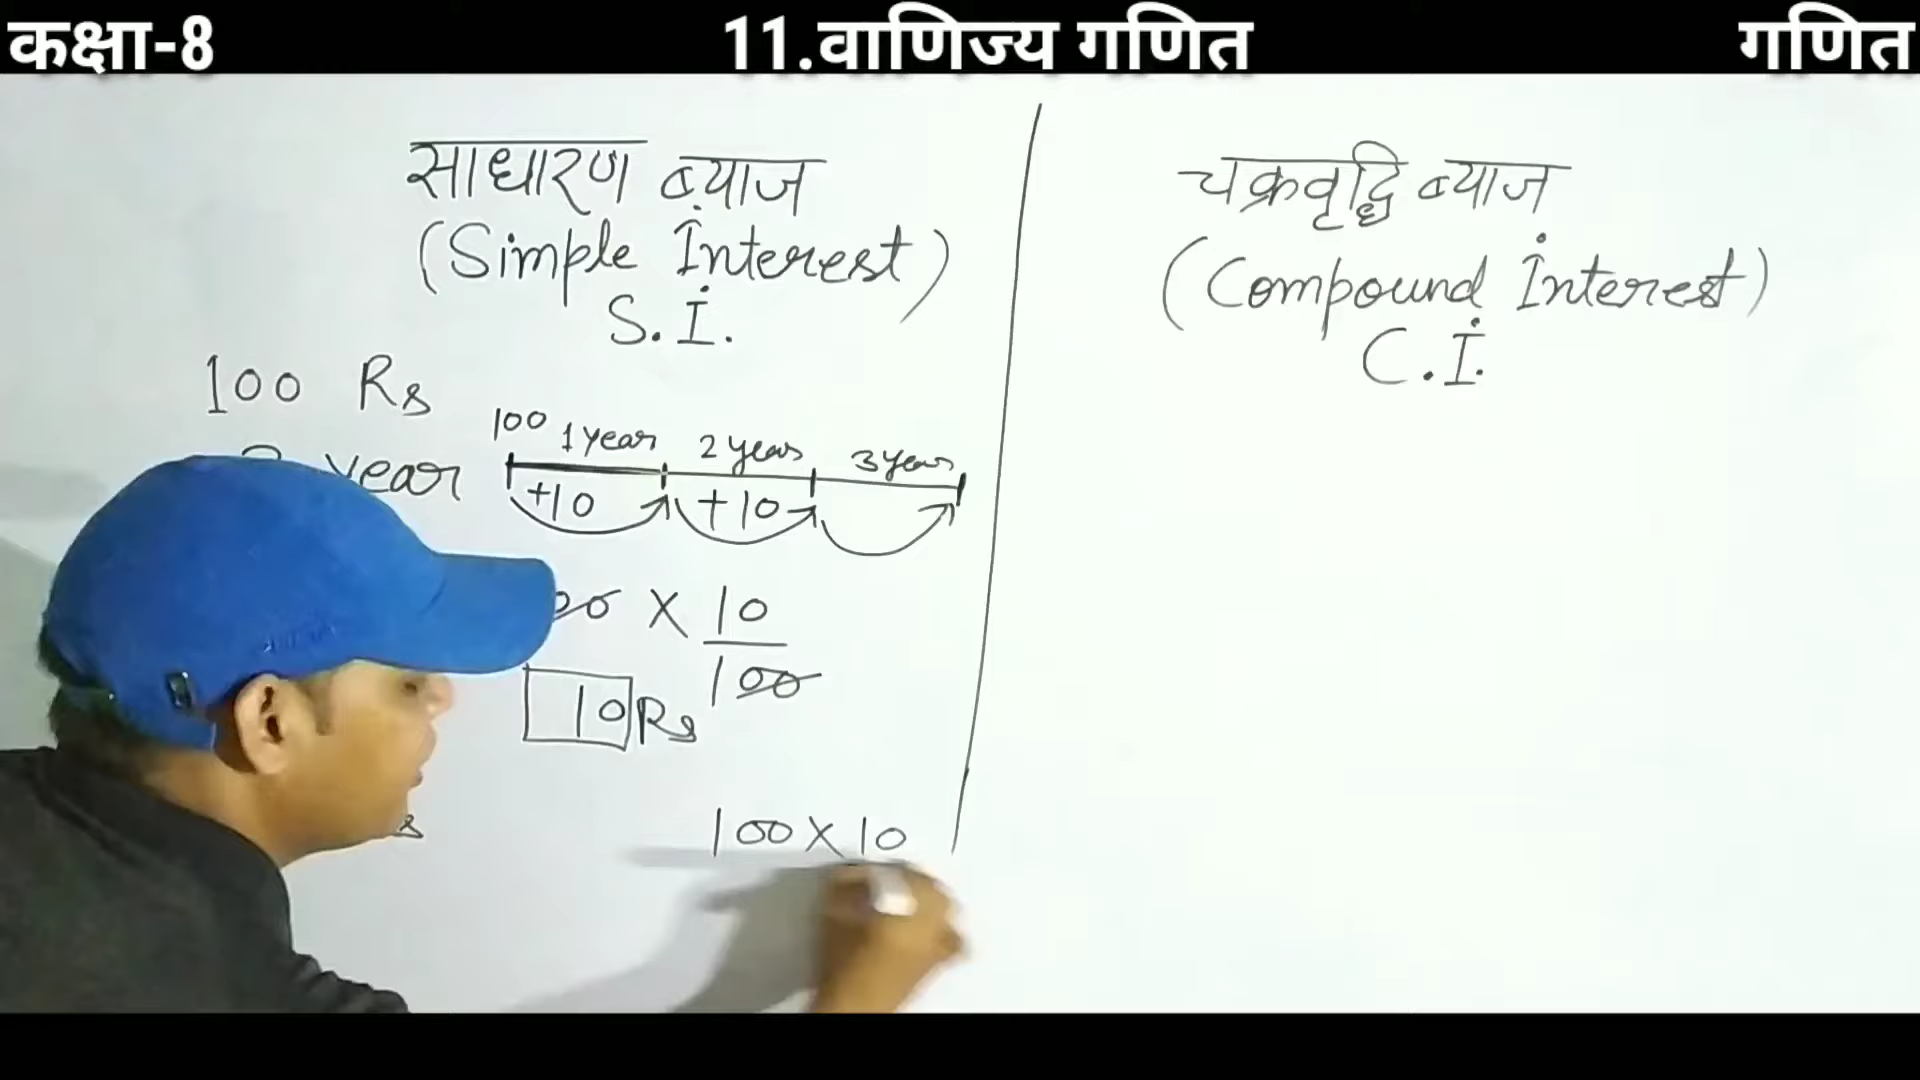 कक्षा-8
11.वाणिज्य गणित
गणित
साधारण ब्याज
(Simple Interest)
S.I.
100 Rs
year
100 1 year 2 years 3 years
+10 +10
X 10
100
10 Rs
100 X 10
चक्रवृद्धि ब्याज
(Compound Interest)
C.I.